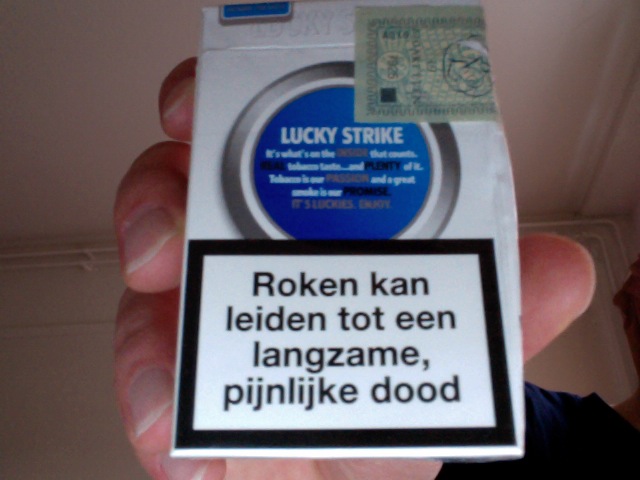 LUCKY STRIKE
It's what's on the INSIDE that counts.
REAL tobacco taste...and PLENTY of it.
Tobacco is our PASSION and a great
smoke is our PROMISE.
IT'S LUCKIES. ENJOY.
Roken kan
leiden tot een
langzame,
pijnlijke dood